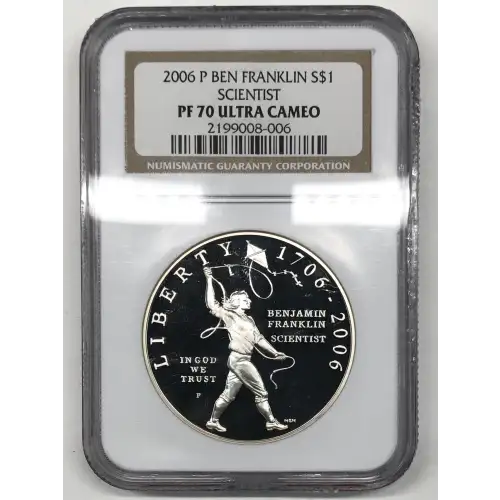 2006 P BEN FRANKLIN S$1
SCIENTIST
PF 70 ULTRA CAMEO
2199008-006
NUMISMATIC GUARANTY CORPORATION
LIBERTY 1706-2006
BENJAMIN
FRANKLIN
SCIENTIST
IN GOD
WE
TRUST
P